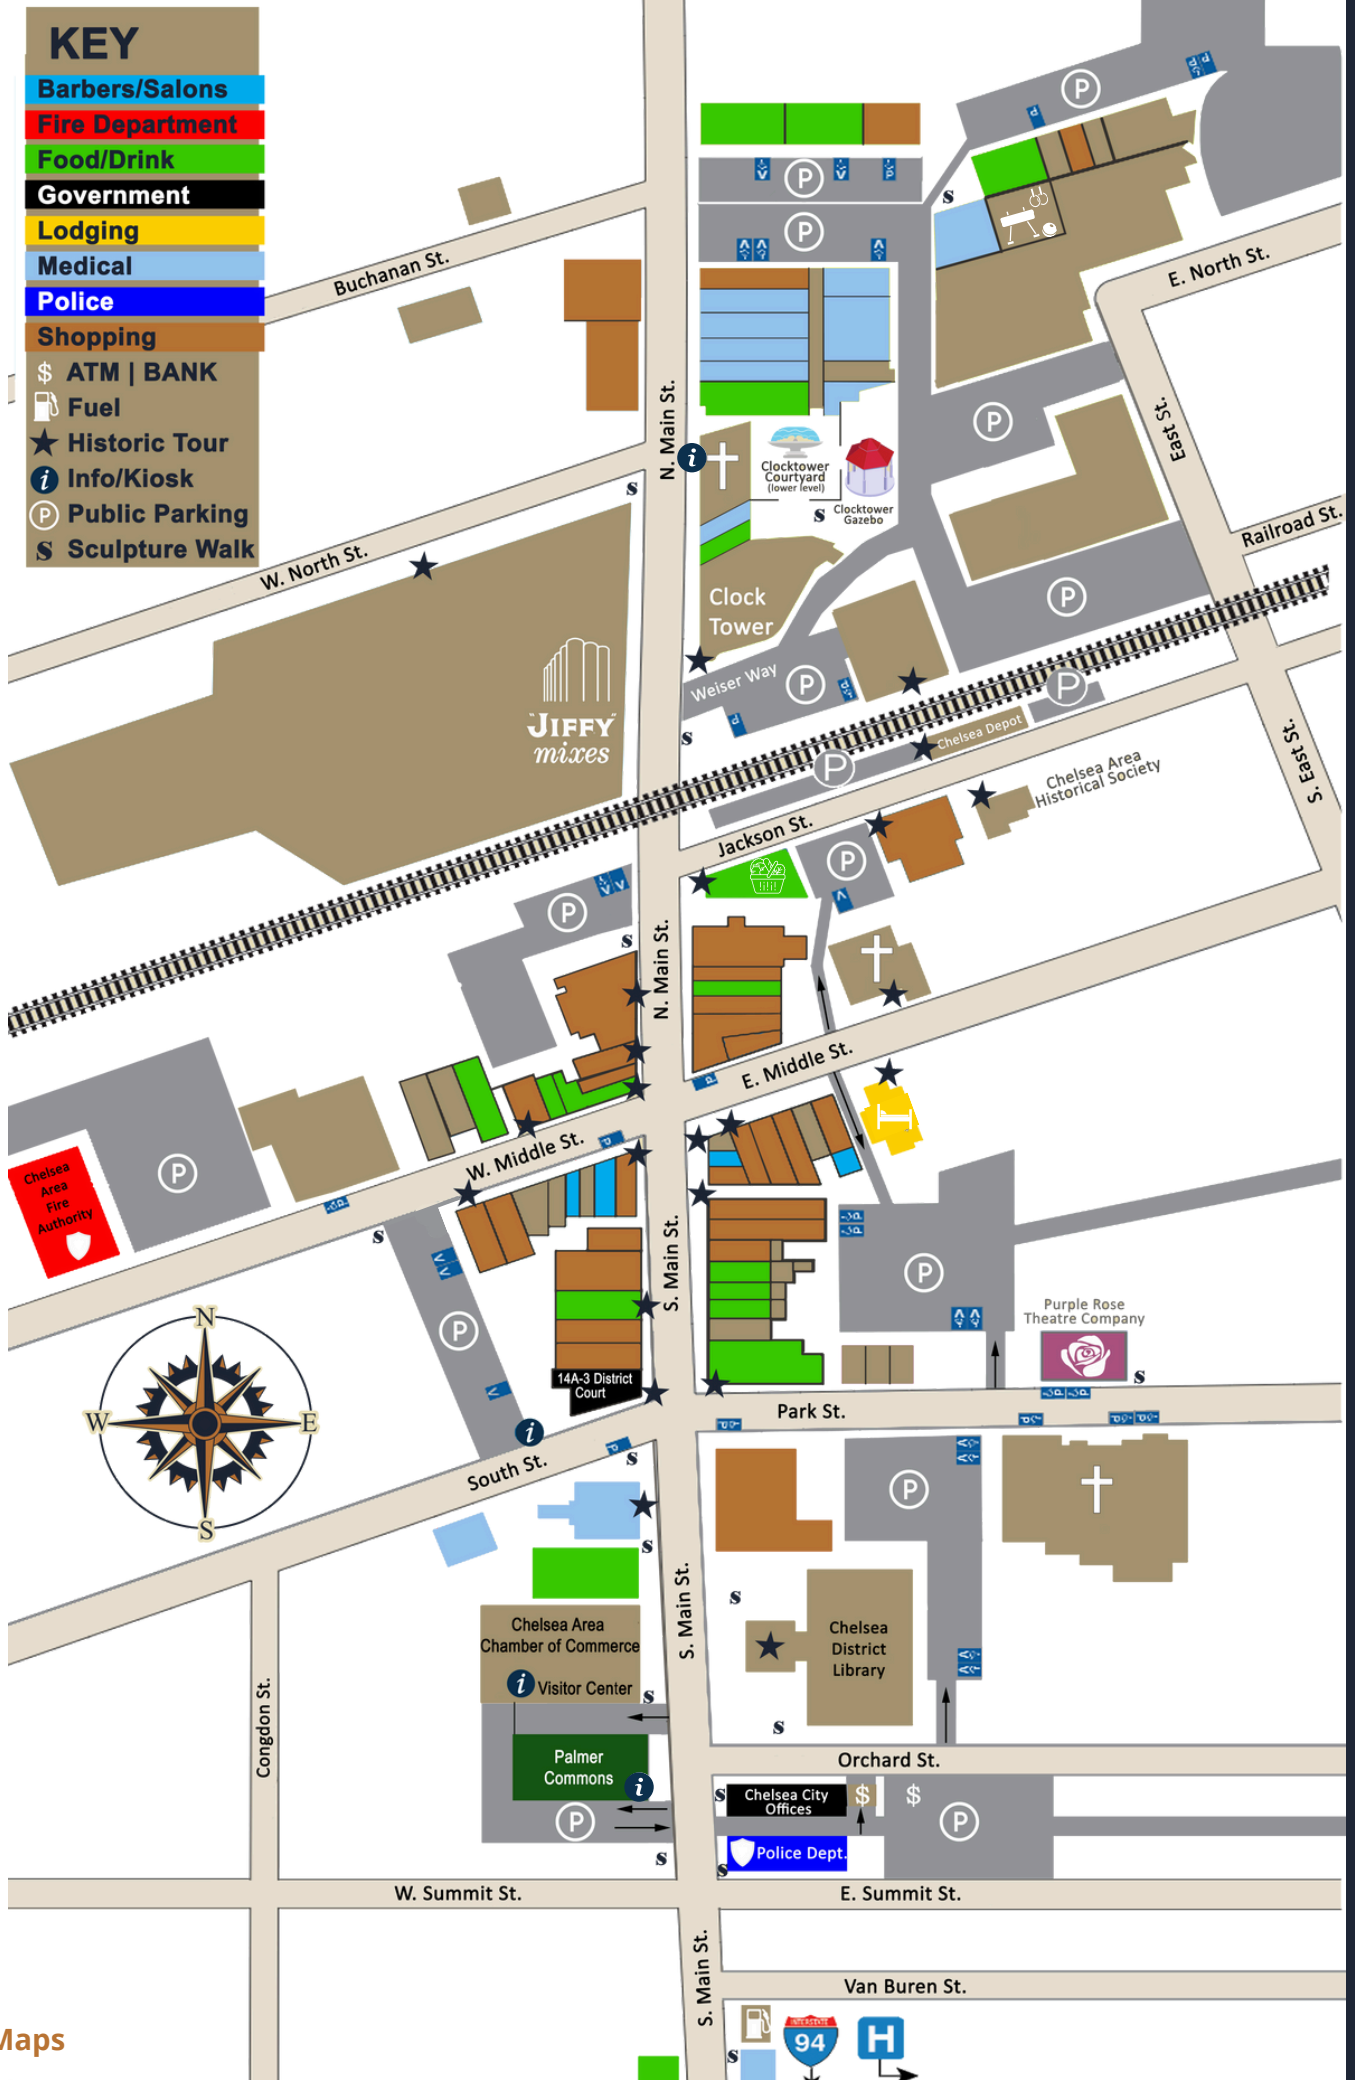 KEY
Barbers/Salons
Fire Department
Food/Drink
Government
Lodging
Medical
Police
Shopping
$ ATM | BANK
Fuel
Historic Tour
i Info/Kiosk
P Public Parking
S Sculpture Walk
P
P
P
S
Buchanan St.
E. North St.
N. Main St.
i
Clocktower
Courtyard
(lower level)
P
East St.
S
S
Clocktower
Gazebo
Railroad St.
W. North St.
Clock
Tower
P
"JIFFY"
mixes
Weiser Way
P
P
S
Chelsea Depot
P
S. East St.
Chelsea Area
Historical Society
Jackson St.
P
P
S
N. Main St.
E. Middle St.
W. Middle St.
Chelsea
Area
Fire
Authority
P
S
S. Main St.
P
P
Purple Rose
Theatre Company
N
W
E
S
14A-3 District
Court
S
Park St.
i
South St.
S
P
S
S. Main St.
S
Chelsea Area
Chamber of Commerce
i Visitor Center
S
Chelsea
District
Library
S
Congdon St.
Palmer
Commons
i
P
Orchard St.
S
Chelsea City
Offices
$
$
P
Police Dept.
S
S
W. Summit St.
E. Summit St.
S. Main St.
Van Buren St.
Maps
INTERSTATE
94
H
S